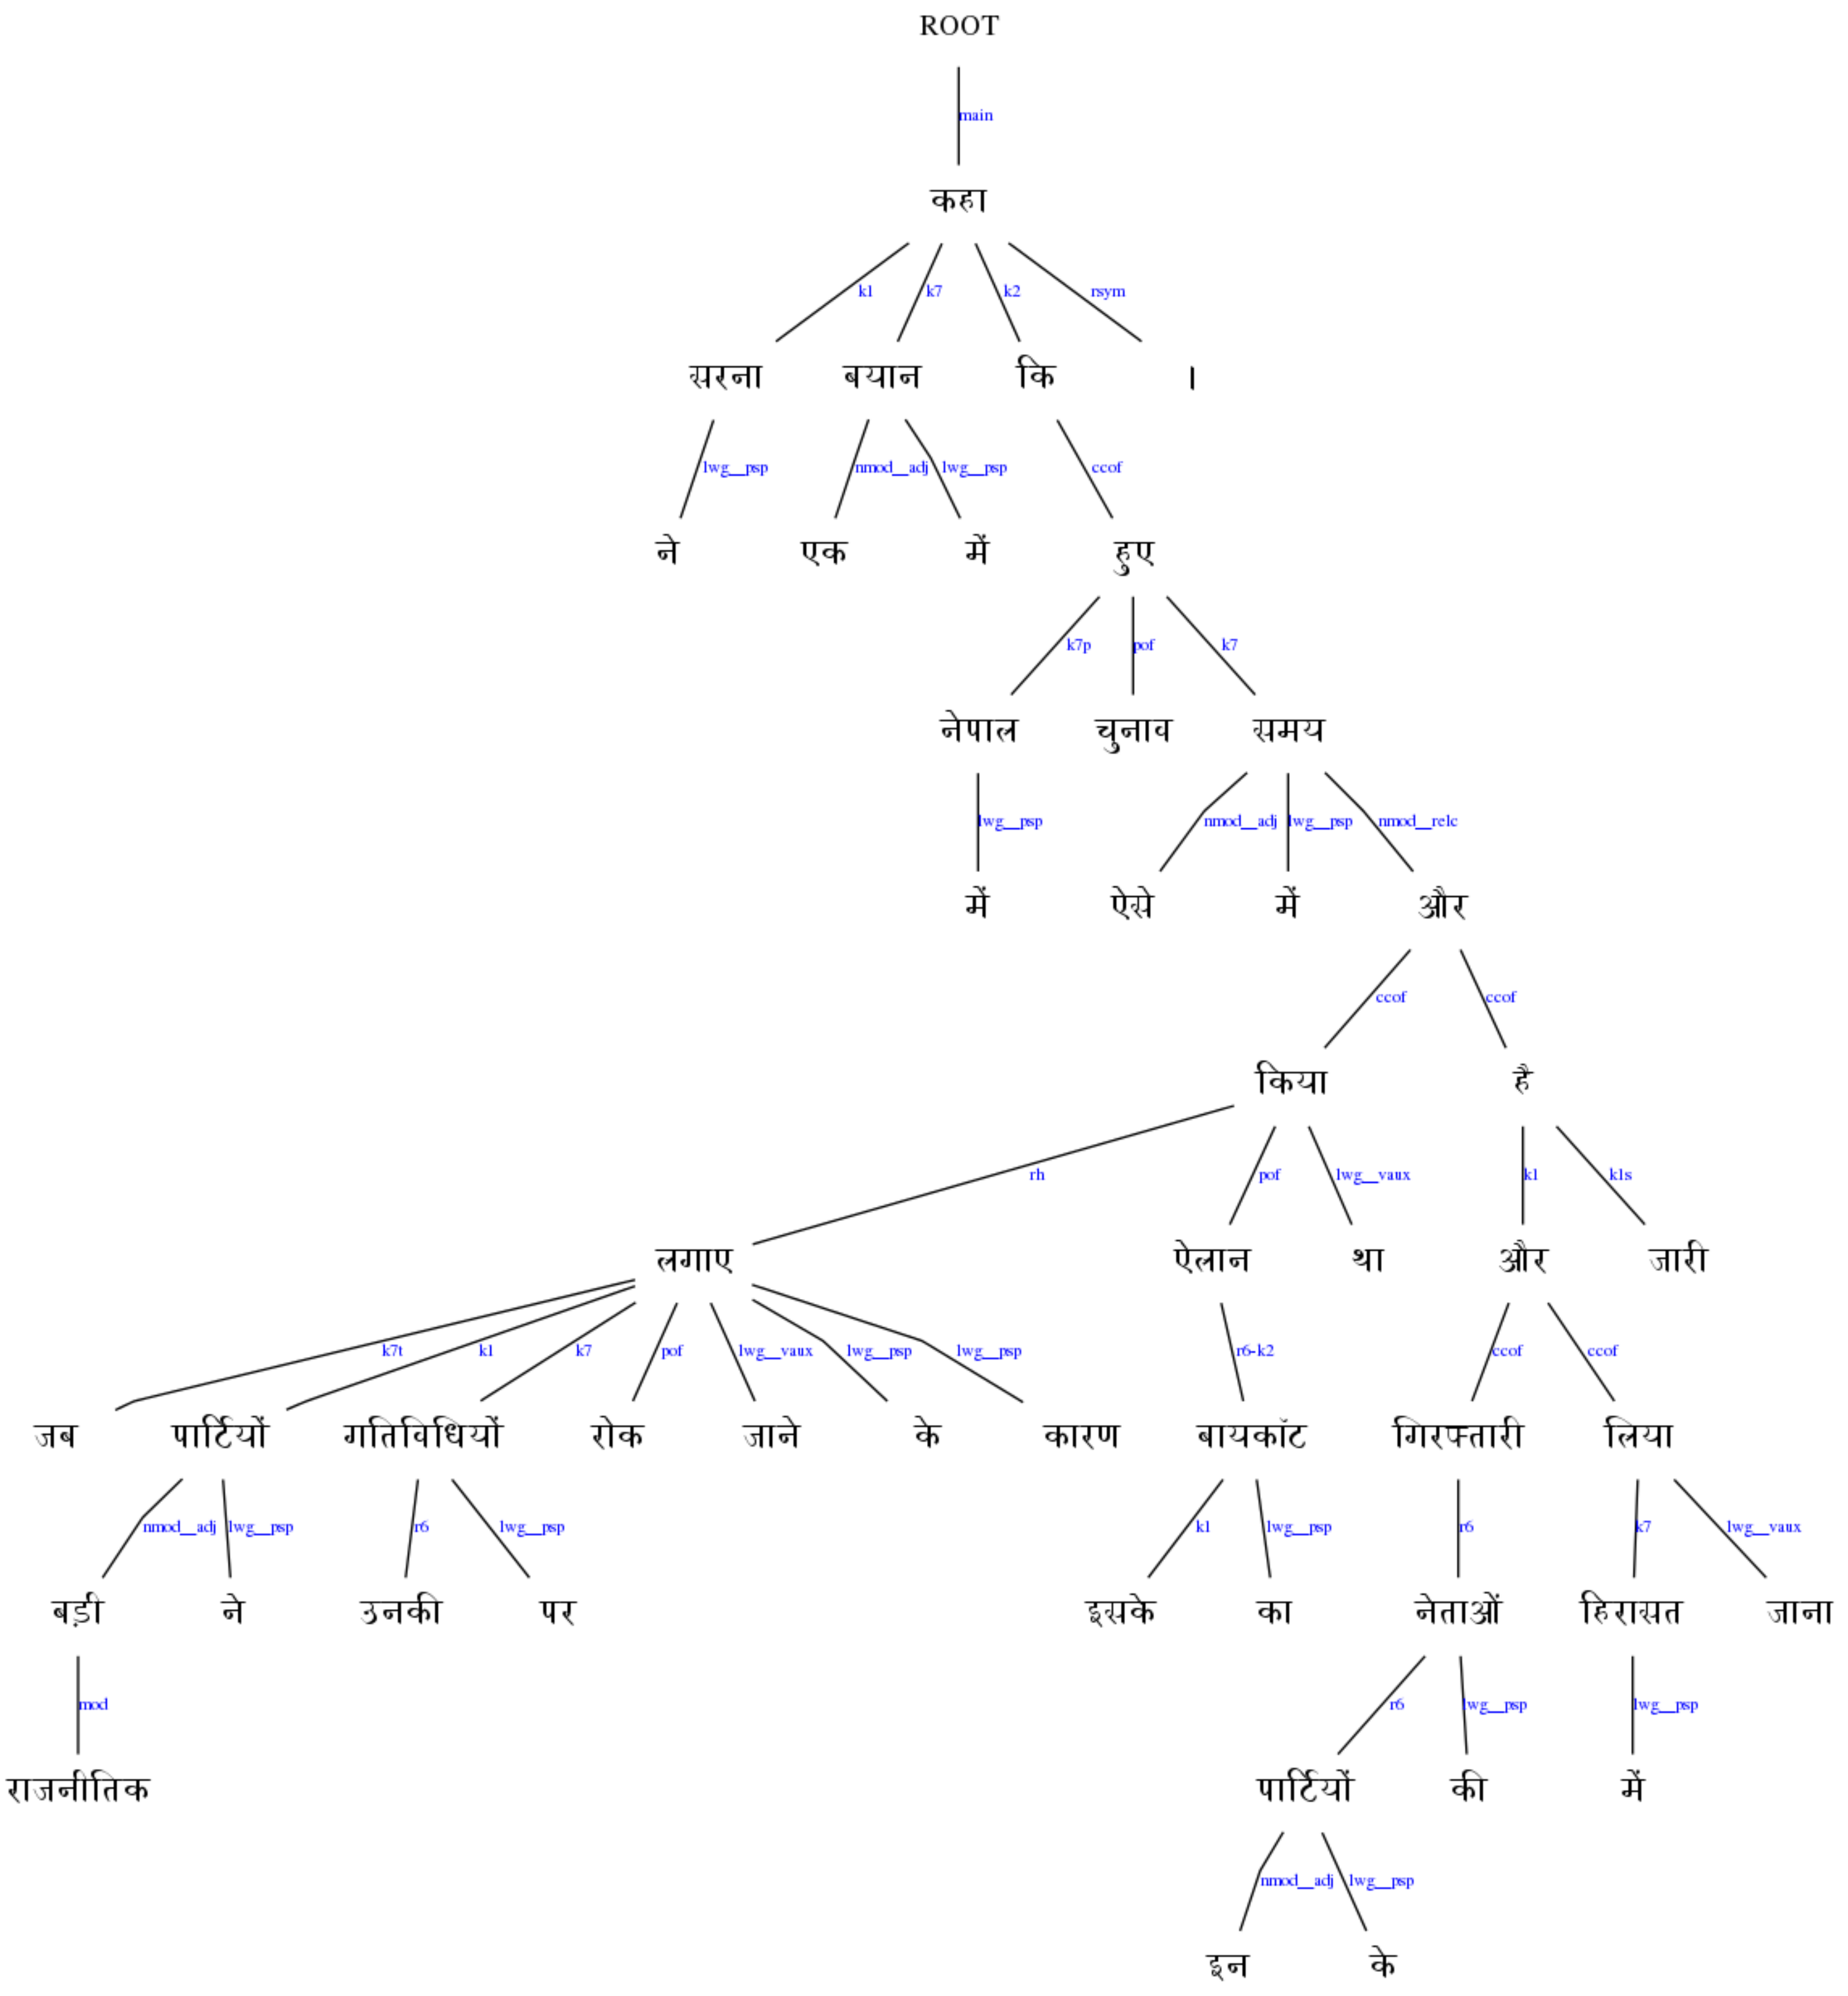 ROOT
main
कहा
k1 k7 k2 rsym
सरना बयान कि ।
lwg__psp nmod__adj lwg__psp ccof
ने एक में हुए
k7p pof k7
नेपाल चुनाव समय
lwg__psp nmod__adj lwg__psp nmod__relc
में ऐसे में और
ccof ccof
किया है
rh pof lwg__vaux k1 k1s
लगाए ऐलान था और जारी
k7t k1 k7 pof lwg__vaux lwg__psp lwg__psp r6-k2 ccof ccof
जब पार्टियों गतिविधियों रोक जाने के कारण बायकॉट गिरफ्तारी लिया
nmod__adj lwg__psp r6 lwg__psp k1 lwg__psp r6 k7 lwg__vaux
बड़ी ने उनकी पर इसके का नेताओं हिरासत जाना
mod r6 lwg__psp lwg__psp
राजनीतिक पार्टियों की में
nmod__adj lwg__psp
इन के